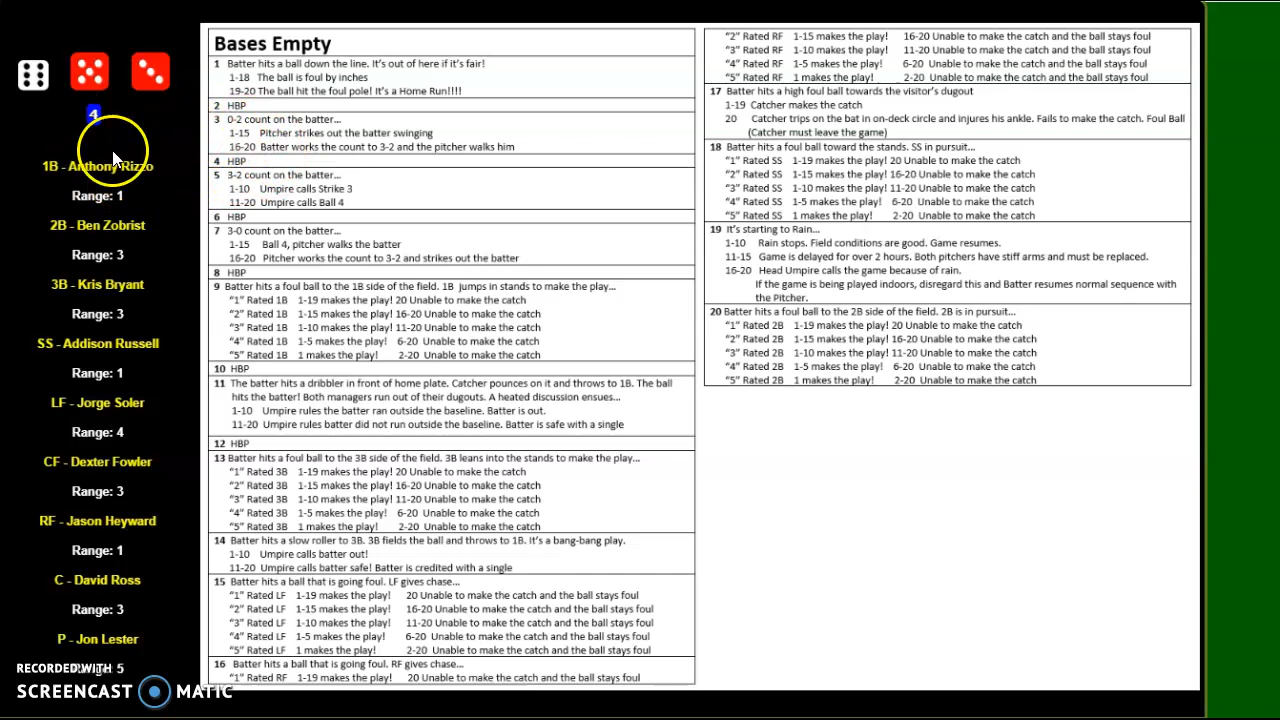 4
1B - Anthony Rizzo
Range: 1
2B - Ben Zobrist
Range: 3
3B - Kris Bryant
Range: 3
SS - Addison Russell
Range: 1
LF - Jorge Soler
Range: 4
CF - Dexter Fowler
Range: 3
RF - Jason Heyward
Range: 1
C - David Ross
Range: 3
P - Jon Lester
5
RECORDED WITH
SCREENCAST MATIC
Bases Empty
1 Batter hits a ball down the line. It's out of here if it's fair!
1-18 The ball is foul by inches
19-20 The ball hit the foul pole! It's a Home Run!!!!
2 HBP
3 0-2 count on the batter...
1-15 Pitcher strikes out the batter swinging
16-20 Batter works the count to 3-2 and the pitcher walks him
4 HBP
5 3-2 count on the batter...
1-10 Umpire calls Strike 3
11-20 Umpire calls Ball 4
6 HBP
7 3-0 count on the batter...
1-15 Ball 4, pitcher walks the batter
16-20 Pitcher works the count to 3-2 and strikes out the batter
8 HBP
9 Batter hits a foul ball to the 1B side of the field. 1B jumps in stands to make the play...
"1" Rated 1B 1-19 makes the play! 20 Unable to make the catch
"2" Rated 1B 1-15 makes the play! 16-20 Unable to make the catch
"3" Rated 1B 1-10 makes the play! 11-20 Unable to make the catch
"4" Rated 1B 1-5 makes the play! 6-20 Unable to make the catch
"5" Rated 1B 1 makes the play! 2-20 Unable to make the catch
10 HBP
11 The batter hits a dribbler in front of home plate. Catcher pounces on it and throws to 1B. The ball
hits the batter! Both managers run out of their dugouts. A heated discussion ensues...
1-10 Umpire rules the batter ran outside the baseline. Batter is out.
11-20 Umpire rules batter did not run outside the baseline. Batter is safe with a single
12 HBP
13 Batter hits a foul ball to the 3B side of the field. 3B leans into the stands to make the play...
"1" Rated 3B 1-19 makes the play! 20 Unable to make the catch
"2" Rated 3B 1-15 makes the play! 16-20 Unable to make the catch
"3" Rated 3B 1-10 makes the play! 11-20 Unable to make the catch
"4" Rated 3B 1-5 makes the play! 6-20 Unable to make the catch
"5" Rated 3B 1 makes the play! 2-20 Unable to make the catch
14 Batter hits a slow roller to 3B. 3B fields the ball and throws to 1B. It's a bang-bang play.
1-10 Umpire calls batter out!
11-20 Umpire calls batter safe! Batter is credited with a single
15 Batter hits a ball that is going foul. LF gives chase...
"1" Rated LF 1-19 makes the play! 20 Unable to make the catch and the ball stays foul
"2" Rated LF 1-15 makes the play! 16-20 Unable to make the catch and the ball stays foul
"3" Rated LF 1-10 makes the play! 11-20 Unable to make the catch and the ball stays foul
"4" Rated LF 1-5 makes the play! 6-20 Unable to make the catch and the ball stays foul
"5" Rated LF 1 makes the play! 2-20 Unable to make the catch and the ball stays foul
16 Batter hits a ball that is going foul. RF gives chase...
"1" Rated RF 1-19 makes the play! 20 Unable to make the catch and the ball stays foul
"2" Rated RF 1-15 makes the play! 16-20 Unable to make the catch and the ball stays foul
"3" Rated RF 1-10 makes the play! 11-20 Unable to make the catch and the ball stays foul
"4" Rated RF 1-5 makes the play! 6-20 Unable to make the catch and the ball stays foul
"5" Rated RF 1 makes the play! 2-20 Unable to make the catch and the ball stays foul
17 Batter hits a high foul ball towards the visitor's dugout
1-19 Catcher makes the catch
20 Catcher trips on the bat in on-deck circle and injures his ankle. Fails to make the catch. Foul Ball
(Catcher must leave the game)
18 Batter hits a foul ball toward the stands. SS in pursuit...
"1" Rated SS 1-19 makes the play! 20 Unable to make the catch
"2" Rated SS 1-15 makes the play! 16-20 Unable to make the catch
"3" Rated SS 1-10 makes the play! 11-20 Unable to make the catch
"4" Rated SS 1-5 makes the play! 6-20 Unable to make the catch
"5" Rated SS 1 makes the play! 2-20 Unable to make the catch
19 It's starting to Rain...
1-10 Rain stops. Field conditions are good. Game resumes.
11-15 Game is delayed for over 2 hours. Both pitchers have stiff arms and must be replaced.
16-20 Head Umpire calls the game because of rain.
If the game is being played indoors, disregard this and Batter resumes normal sequence with
the Pitcher.
20 Batter hits a foul ball to the 2B side of the field. 2B is in pursuit...
"1" Rated 2B 1-19 makes the play! 20 Unable to make the catch
"2" Rated 2B 1-15 makes the play! 16-20 Unable to make the catch
"3" Rated 2B 1-10 makes the play! 11-20 Unable to make the catch
"4" Rated 2B 1-5 makes the play! 6-20 Unable to make the catch
"5" Rated 2B 1 makes the play! 2-20 Unable to make the catch